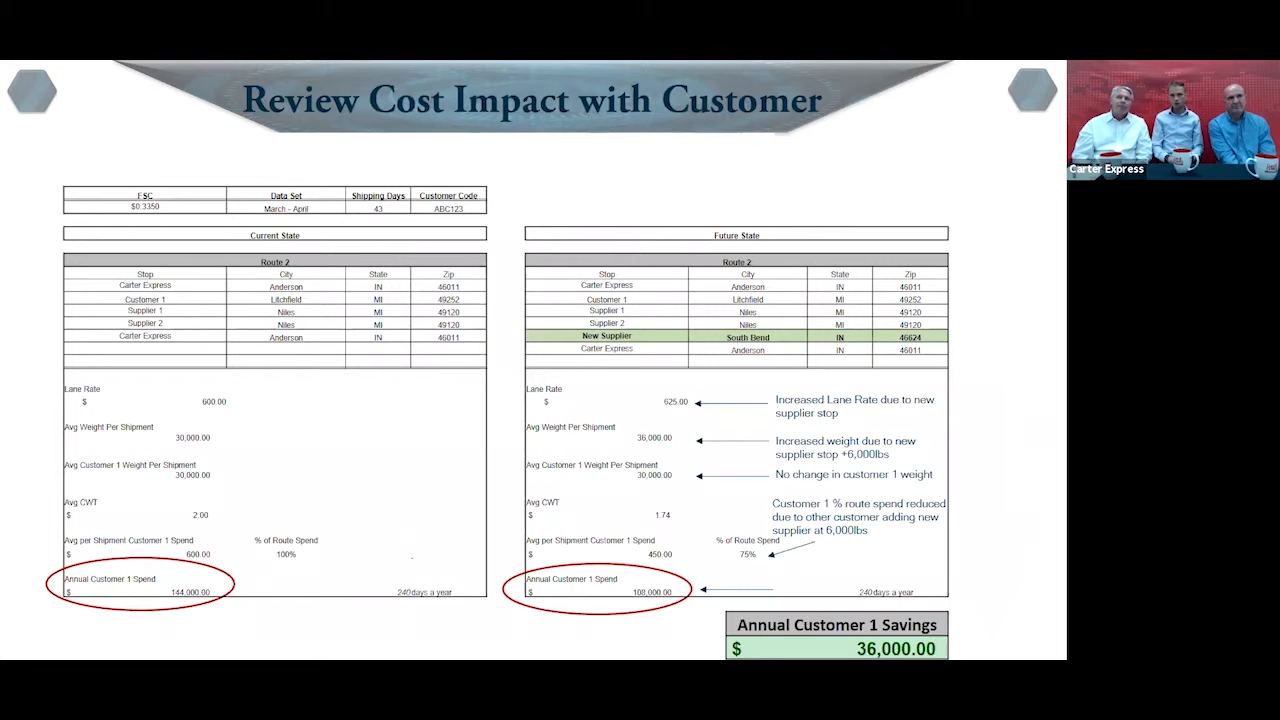 Review Cost Impact with Customer
Carter Express
FSC Data Set Shipping Days Customer Code
$0.3350 March - April 43 ABC123
Current State
Route 2
Stop City State Zip
Carter Express Anderson IN 46011
Customer 1 Litchfield MI 49252
Supplier 1 Niles MI 49120
Supplier 2 Niles MI 49120
Carter Express Anderson IN 46011
Lane Rate
$ 600.00
Avg Weight Per Shipment
30,000.00
Avg Customer 1 Weight Per Shipment
30,000.00
Avg CWT
$ 2.00
Avg per Shipment Customer 1 Spend % of Route Spend
$ 600.00 100%
Annual Customer 1 Spend
$ 144,000.00 240 days a year
Future State
Route 2
Stop City State Zip
Carter Express Anderson IN 46011
Customer 1 Litchfield MI 49252
Supplier 1 Niles MI 49120
Supplier 2 Niles MI 49120
New Supplier South Bend IN 46624
Carter Express Anderson IN 46011
Lane Rate
$ 625.00
Increased Lane Rate due to new
supplier stop
Avg Weight Per Shipment
36,000.00
Increased weight due to new
supplier stop +6,000lbs
Avg Customer 1 Weight Per Shipment
30,000.00
No change in customer 1 weight
Avg CWT
$ 1.74
Customer 1 % route spend reduced
due to other customer adding new
supplier at 6,000lbs
Avg per Shipment Customer 1 Spend % of Route Spend
$ 450.00 75%
Annual Customer 1 Spend
$ 108,000.00 240 days a year
Annual Customer 1 Savings
$ 36,000.00